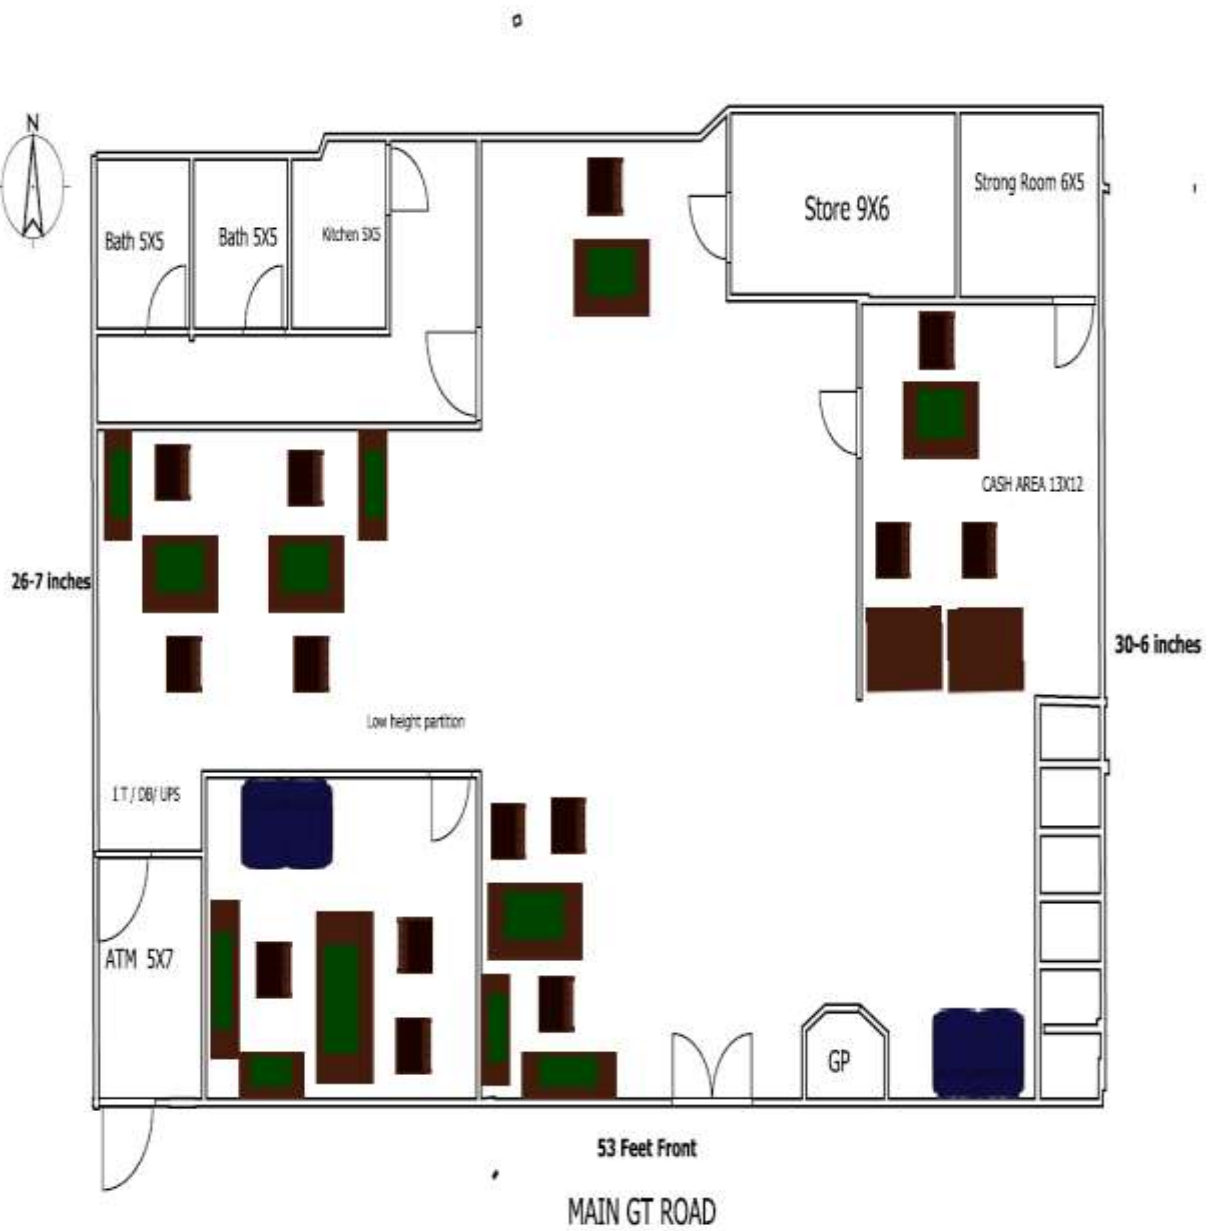 N
Bath 5X5
Bath 5X5
Kitchen 5X5
Store 9X6
Strong Room 6X5
CASH AREA 13X12
26-7 inches
30-6 inches
Low height partition
I.T / DB/ UPS
ATM 5X7
GP
53 Feet Front
MAIN GT ROAD